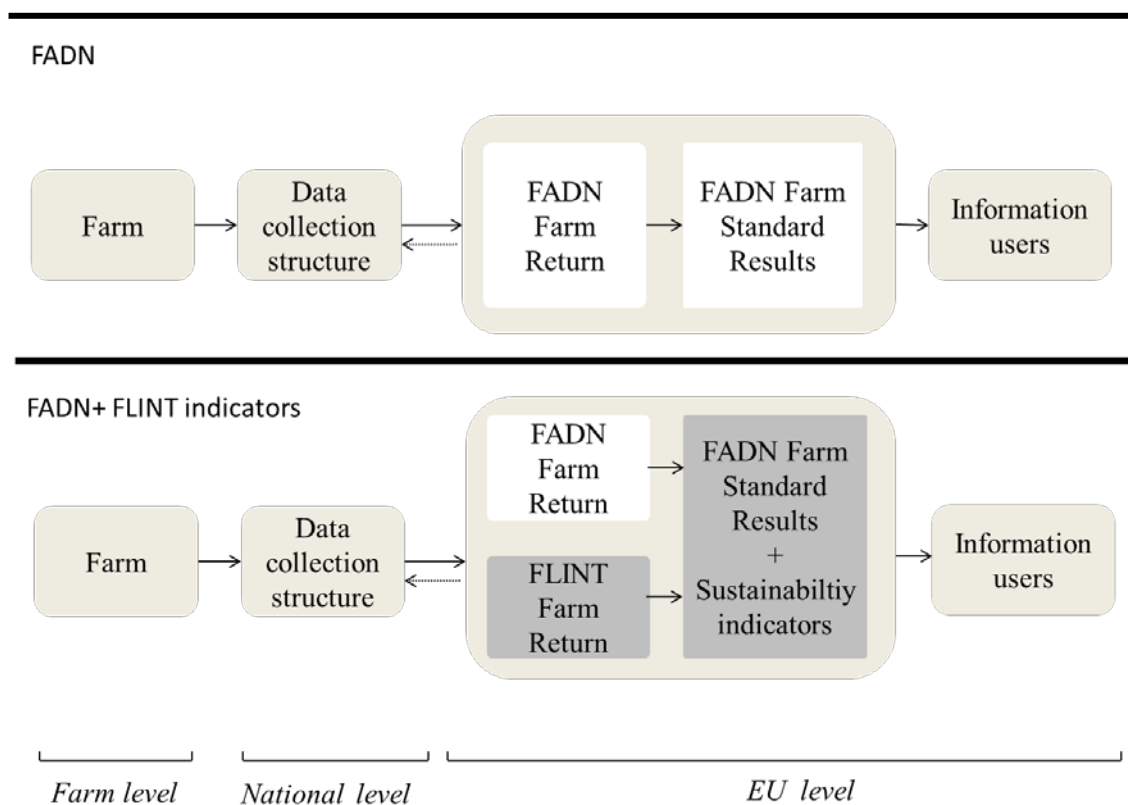 FADN
Farm
Data
collection
structure
FADN
Farm
Return
FADN Farm
Standard
Results
Information
users
FADN+ FLINT indicators
Farm
Data
collection
structure
FADN
Farm
Return
FLINT
Farm
Return
FADN Farm
Standard
Results
+
Sustainabiltiy
indicators
Information
users
Farm level
National level
EU level